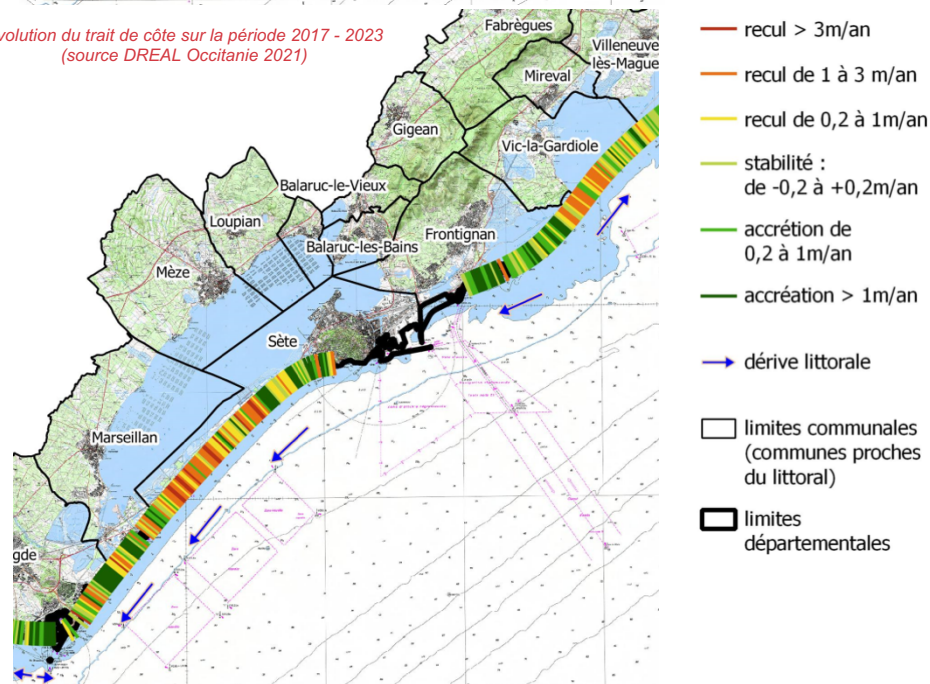 volution du trait de côte sur la période 2017 - 2023
(source DREAL Occitanie 2021)
Fabrègues
Villeneuve
lès-Mague
Mireval
Gigean
Vic-la-Gardiole
Balaruc-le-Vieux
Loupian
Balaruc-les-Bains
Frontignan
Mèze
Sète
Marseillan
gde
recul > 3m/an
recul de 1 à 3 m/an
recul de 0,2 à 1m/an
stabilité :
de -0,2 à +0,2m/an
accrétion de
0,2 à 1m/an
accréation > 1m/an
dérive littorale
limites communales
(communes proches
du littoral)
limites
départementales